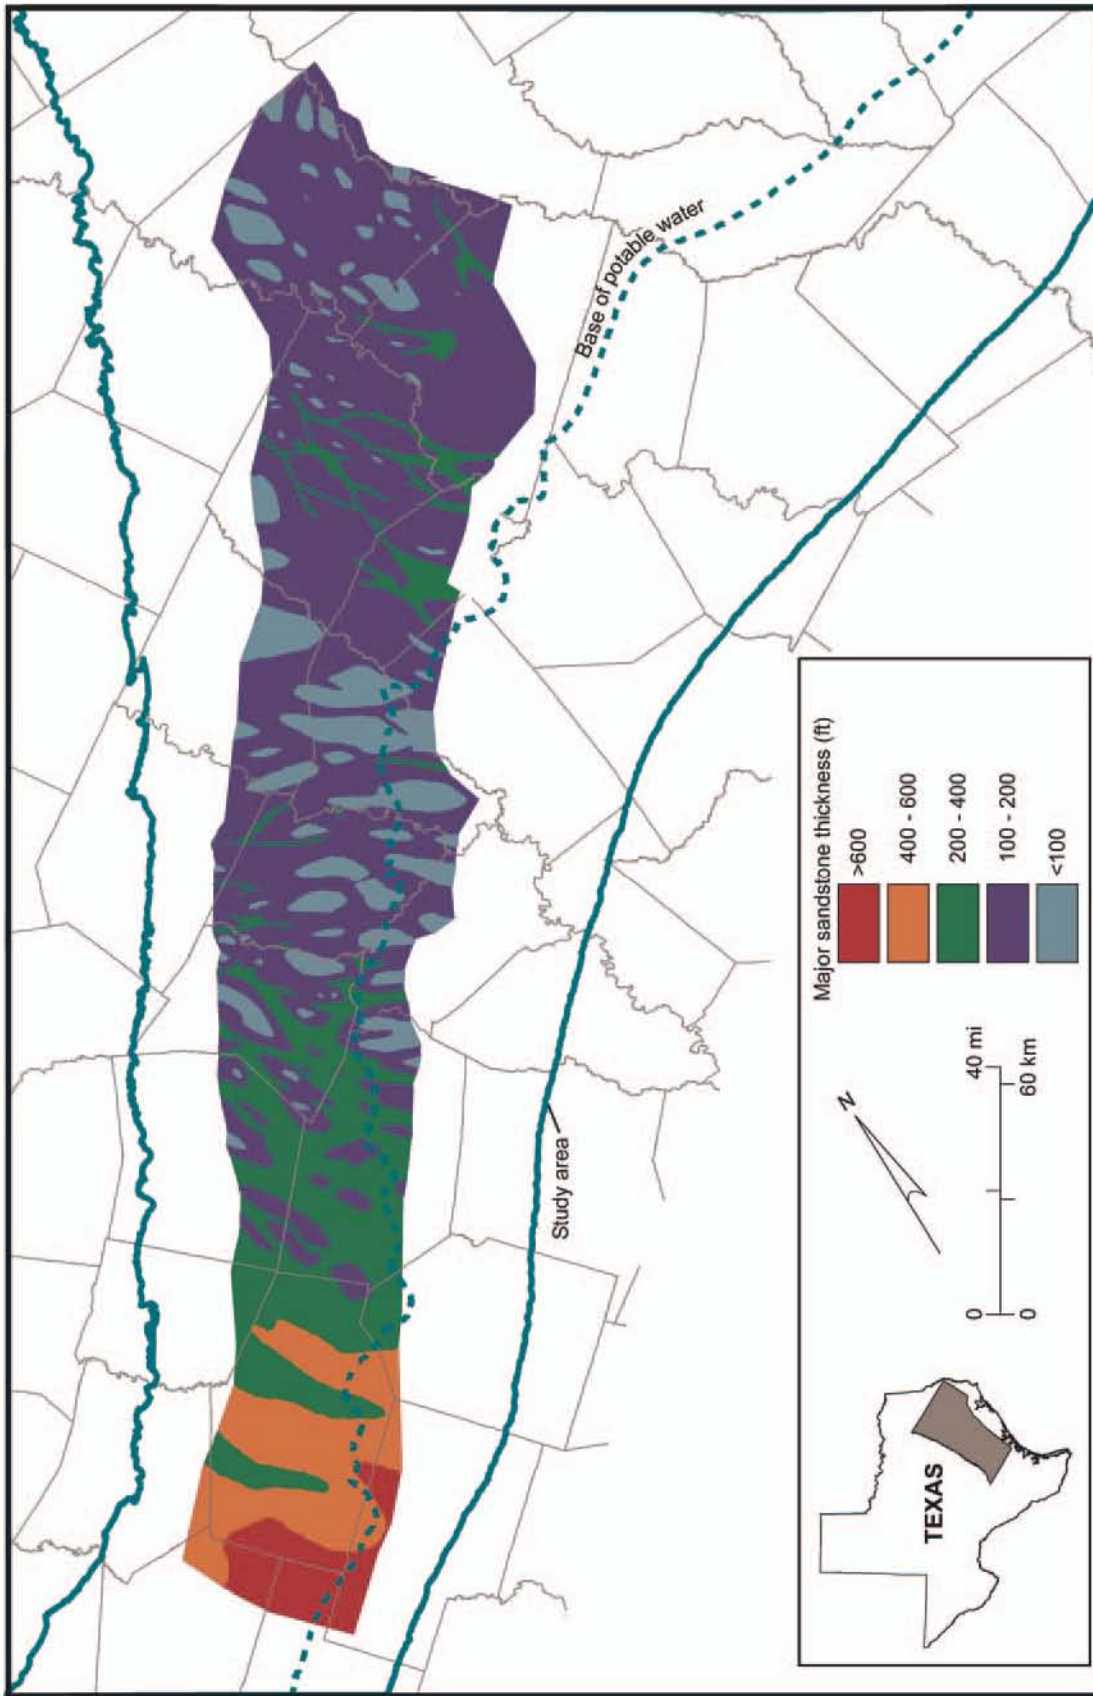 Base of potable water
Study area
N
0 40 mi
0 60 km
TEXAS
Major sandstone thickness (ft)
>600
400 - 600
200 - 400
100 - 200
<100